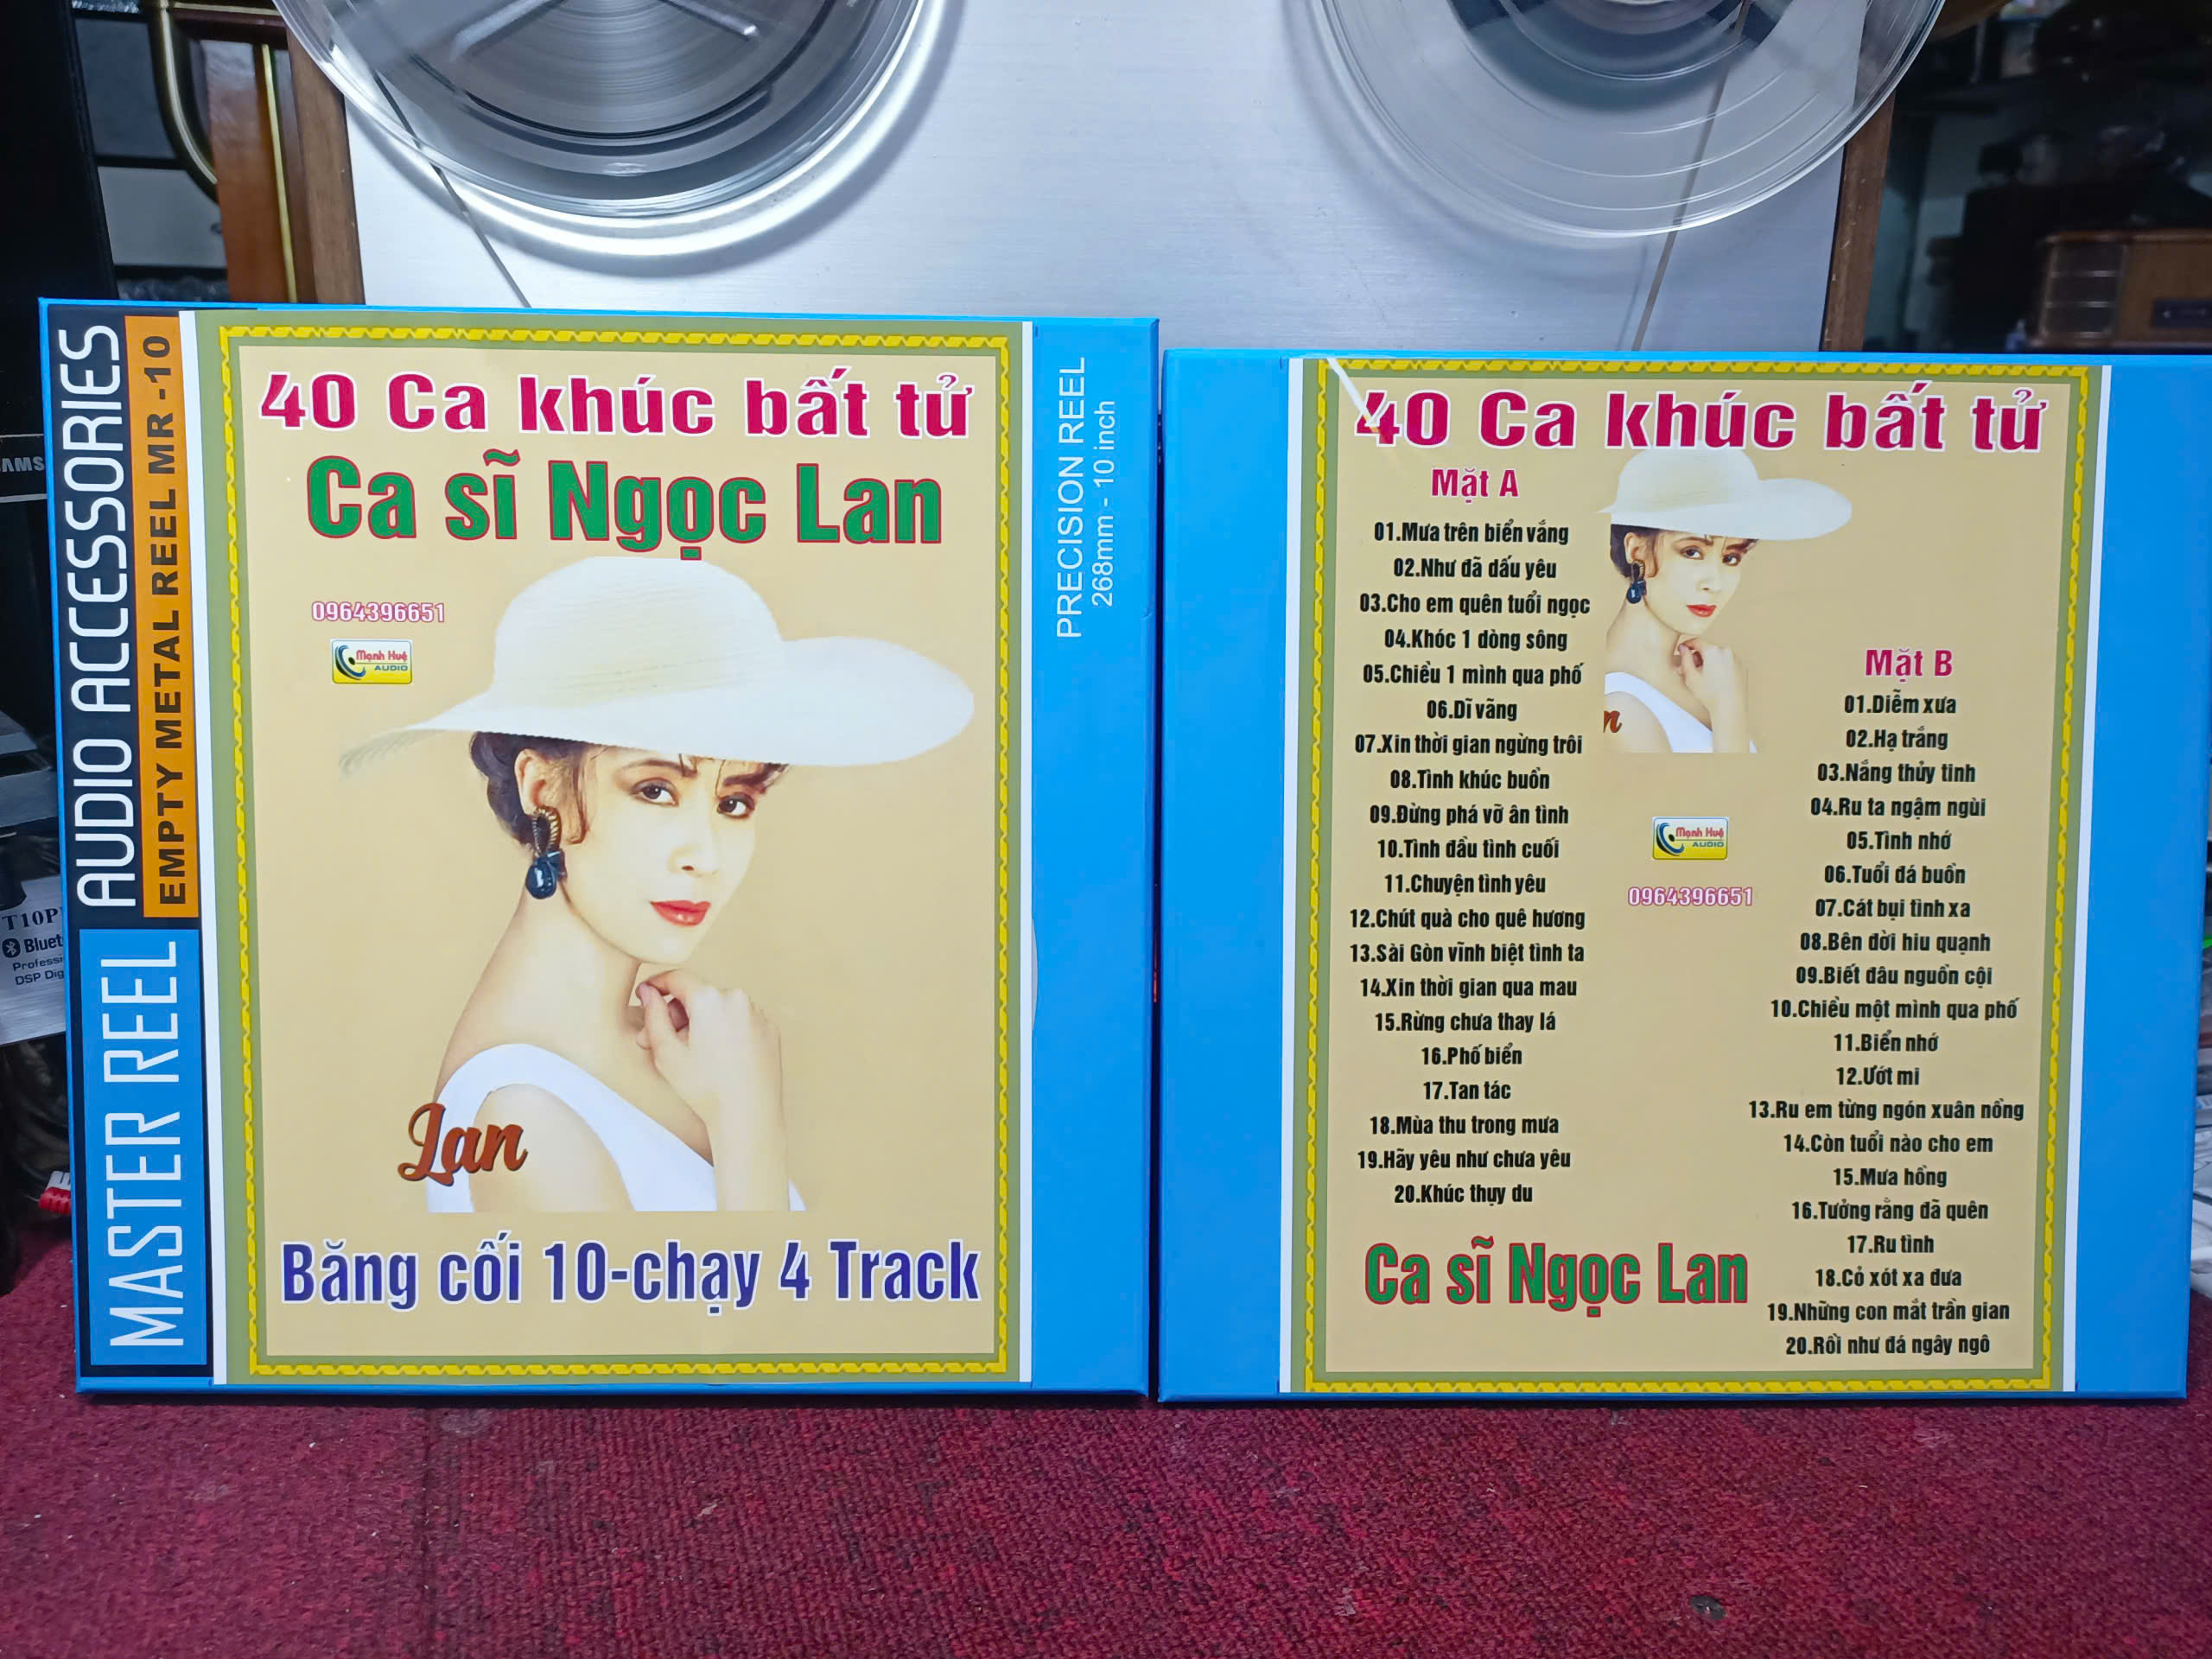 AUDIO ACCESSORIES
EMPTY METAL REEL MR -10
MASTER REEL
40 Ca khúc bất tử
Ca sĩ Ngọc Lan
0964396651
Mạnh Huệ
AUDIO
Lan
Băng cối 10-chạy 4 Track
PRECISION REEL
268mm - 10 inch
T10P
Bluet
Profess
DSP Dig
40 Ca khúc bất tử
Mặt A
01.Mưa trên biển vắng
02.Như đã dấu yêu
03.Cho em quên tuổi ngọc
04.Khóc 1 dòng sông
05.Chiều 1 mình qua phố
06.Dĩ vãng
07.Xin thời gian ngừng trôi
08.Tình khúc buồn
09.Đừng phá vỡ ân tình
10.Tình đầu tình cuối
11.Chuyện tình yêu
12.Chút quà cho quê hương
13.Sài Gòn vĩnh biệt tình ta
14.Xin thời gian qua mau
15.Rừng chưa thay lá
16.Phố biển
17.Tan tác
18.Mùa thu trong mưa
19.Hãy yêu như chưa yêu
20.Khúc thụy du
Ca sĩ Ngọc Lan
n
Mạnh Huệ
AUDIO
0964396651
Mặt B
01.Diễm xưa
02.Hạ trắng
03.Nắng thủy tinh
04.Ru ta ngậm ngùi
05.Tình nhớ
06.Tuổi đá buồn
07.Cát bụi tình xa
08.Bên đời hiu quạnh
09.Biết đâu nguồn cội
10.Chiều một mình qua phố
11.Biển nhớ
12.Ướt mi
13.Ru em từng ngón xuân nồng
14.Còn tuổi nào cho em
15.Mưa hồng
16.Tưởng rằng đã quên
17.Ru tình
18.Cỏ xót xa đưa
19.Những con mắt trần gian
20.Rồi như đá ngây ngô